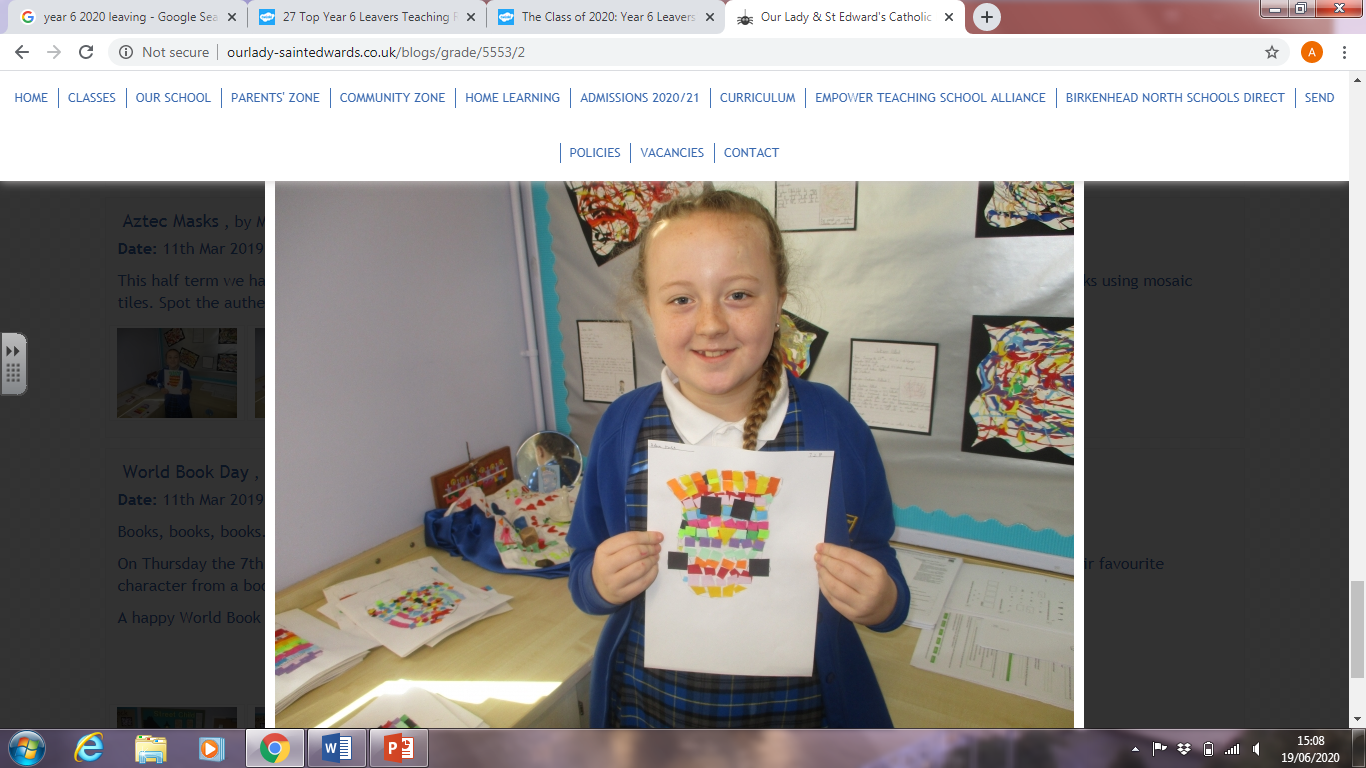 year 6 2020 leaving - Google Sea
27 Top Year 6 Leavers Teaching R
The Class of 2020: Year 6 Leavers
Our Lady & St Edward's Catholic
Not secure
ourlady-saintedwards.co.uk/blogs/grade/5553/2
A
HOME
CLASSES
OUR SCHOOL
PARENTS' ZONE
COMMUNITY ZONE
HOME LEARNING
ADMISSIONS 2020/21
CURRICULUM
EMPOWER TEACHING SCHOOL ALLIANCE
BIRKENHEAD NORTH SCHOOLS DIRECT
SEND
POLICIES
VACANCIES
CONTACT
Aztec Masks , by M
Date: 11th Mar 2019
This half term we ha
ks using mosaic
tiles. Spot the authe
World Book Day ,
Date: 11th Mar 2019
Books, books, books.
On Thursday the 7th
ir favourite
character from a boo
A happy World Book
15:08
19/06/2020